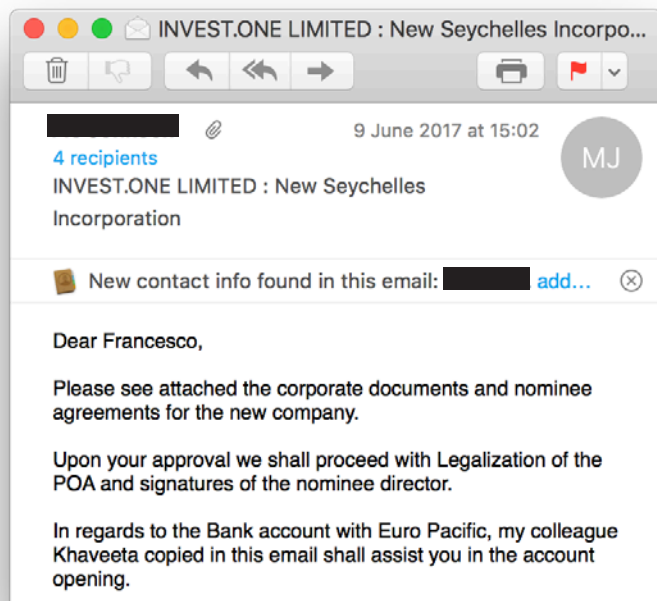 INVEST.ONE LIMITED : New Seychelles Incorpo...
9 June 2017 at 15:02
MJ
4 recipients
INVEST.ONE LIMITED : New Seychelles
Incorporation
New contact info found in this email: add...
Dear Francesco,
Please see attached the corporate documents and nominee
agreements for the new company.
Upon your approval we shall proceed with Legalization of the
POA and signatures of the nominee director.
In regards to the Bank account with Euro Pacific, my colleague
Khaveeta copied in this email shall assist you in the account
opening.